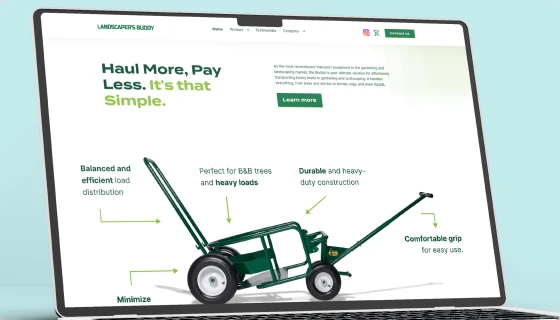 LANDSCAPER'S BUDDY
Home Product Testimonials Company
Contact us
Haul More, Pay
Less. It's that
Simple.
As the most revolutionary transport equipment in the gardening and
landscaping market, the Buddy is your ultimate solution for effortlessly
transporting heavy loads in gardening and landscaping. It handles
everything, from trees and shrubs to stones, rugs, and even liquids.
Learn more
Balanced and
efficient load
distribution
Perfect for B&B trees
and heavy loads
Durable and heavy-
duty construction
Comfortable grip
for easy use.
Minimize